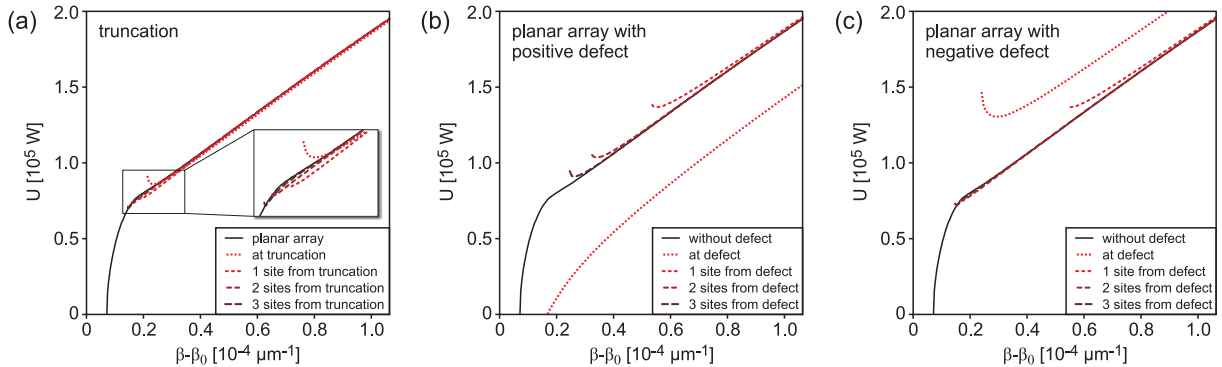 (a)
truncation
2.0
1.5
1.0
0.5
0
U [10⁵ W]
0 0.2 0.4 0.6 0.8 1.0
β-β₀ [10⁻⁴ µm⁻¹]
planar array
at truncation
1 site from truncation
2 sites from truncation
3 sites from truncation
(b)
planar array with
positive defect
2.0
1.5
1.0
0.5
0
U [10⁵ W]
0 0.2 0.4 0.6 0.8 1.0
β-β₀ [10⁻⁴ µm⁻¹]
without defect
at defect
1 site from defect
2 sites from defect
3 sites from defect
(c)
planar array with
negative defect
2.0
1.5
1.0
0.5
0
U [10⁵ W]
0 0.2 0.4 0.6 0.8 1.0
β-β₀ [10⁻⁴ µm⁻¹]
without defect
at defect
1 site from defect
2 sites from defect
3 sites from defect